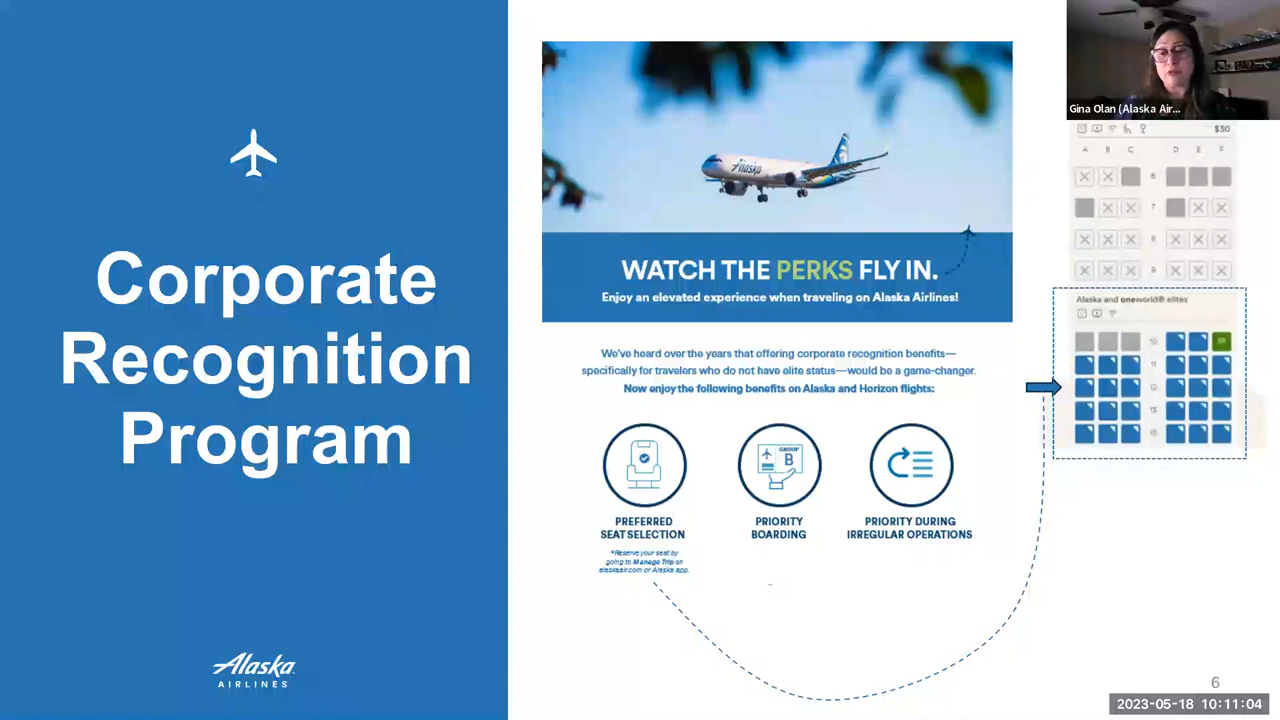 Corporate
Recognition
Program
Alaska
AIRLINES
Alaska
WATCH THE PERKS FLY IN.
Enjoy an elevated experience when traveling on Alaska Airlines!
We've heard over the years that offering corporate recognition benefits—
specifically for travelers who do not have elite status—would be a game-changer.
Now enjoy the following benefits on Alaska and Horizon flights:
GROUP
B
PREFERRED
SEAT SELECTION
PRIORITY
BOARDING
PRIORITY DURING
IRREGULAR OPERATIONS
*Reserve your seat by
going to Manage Trip on
alaskaair.com or Alaska app.
Gina Olan (Alaska Air...
$30
A B C D E F
6
7
8
9
Alaska and oneworld® elites
10
11
12
13
15
6
2023-05-18 10:11:04